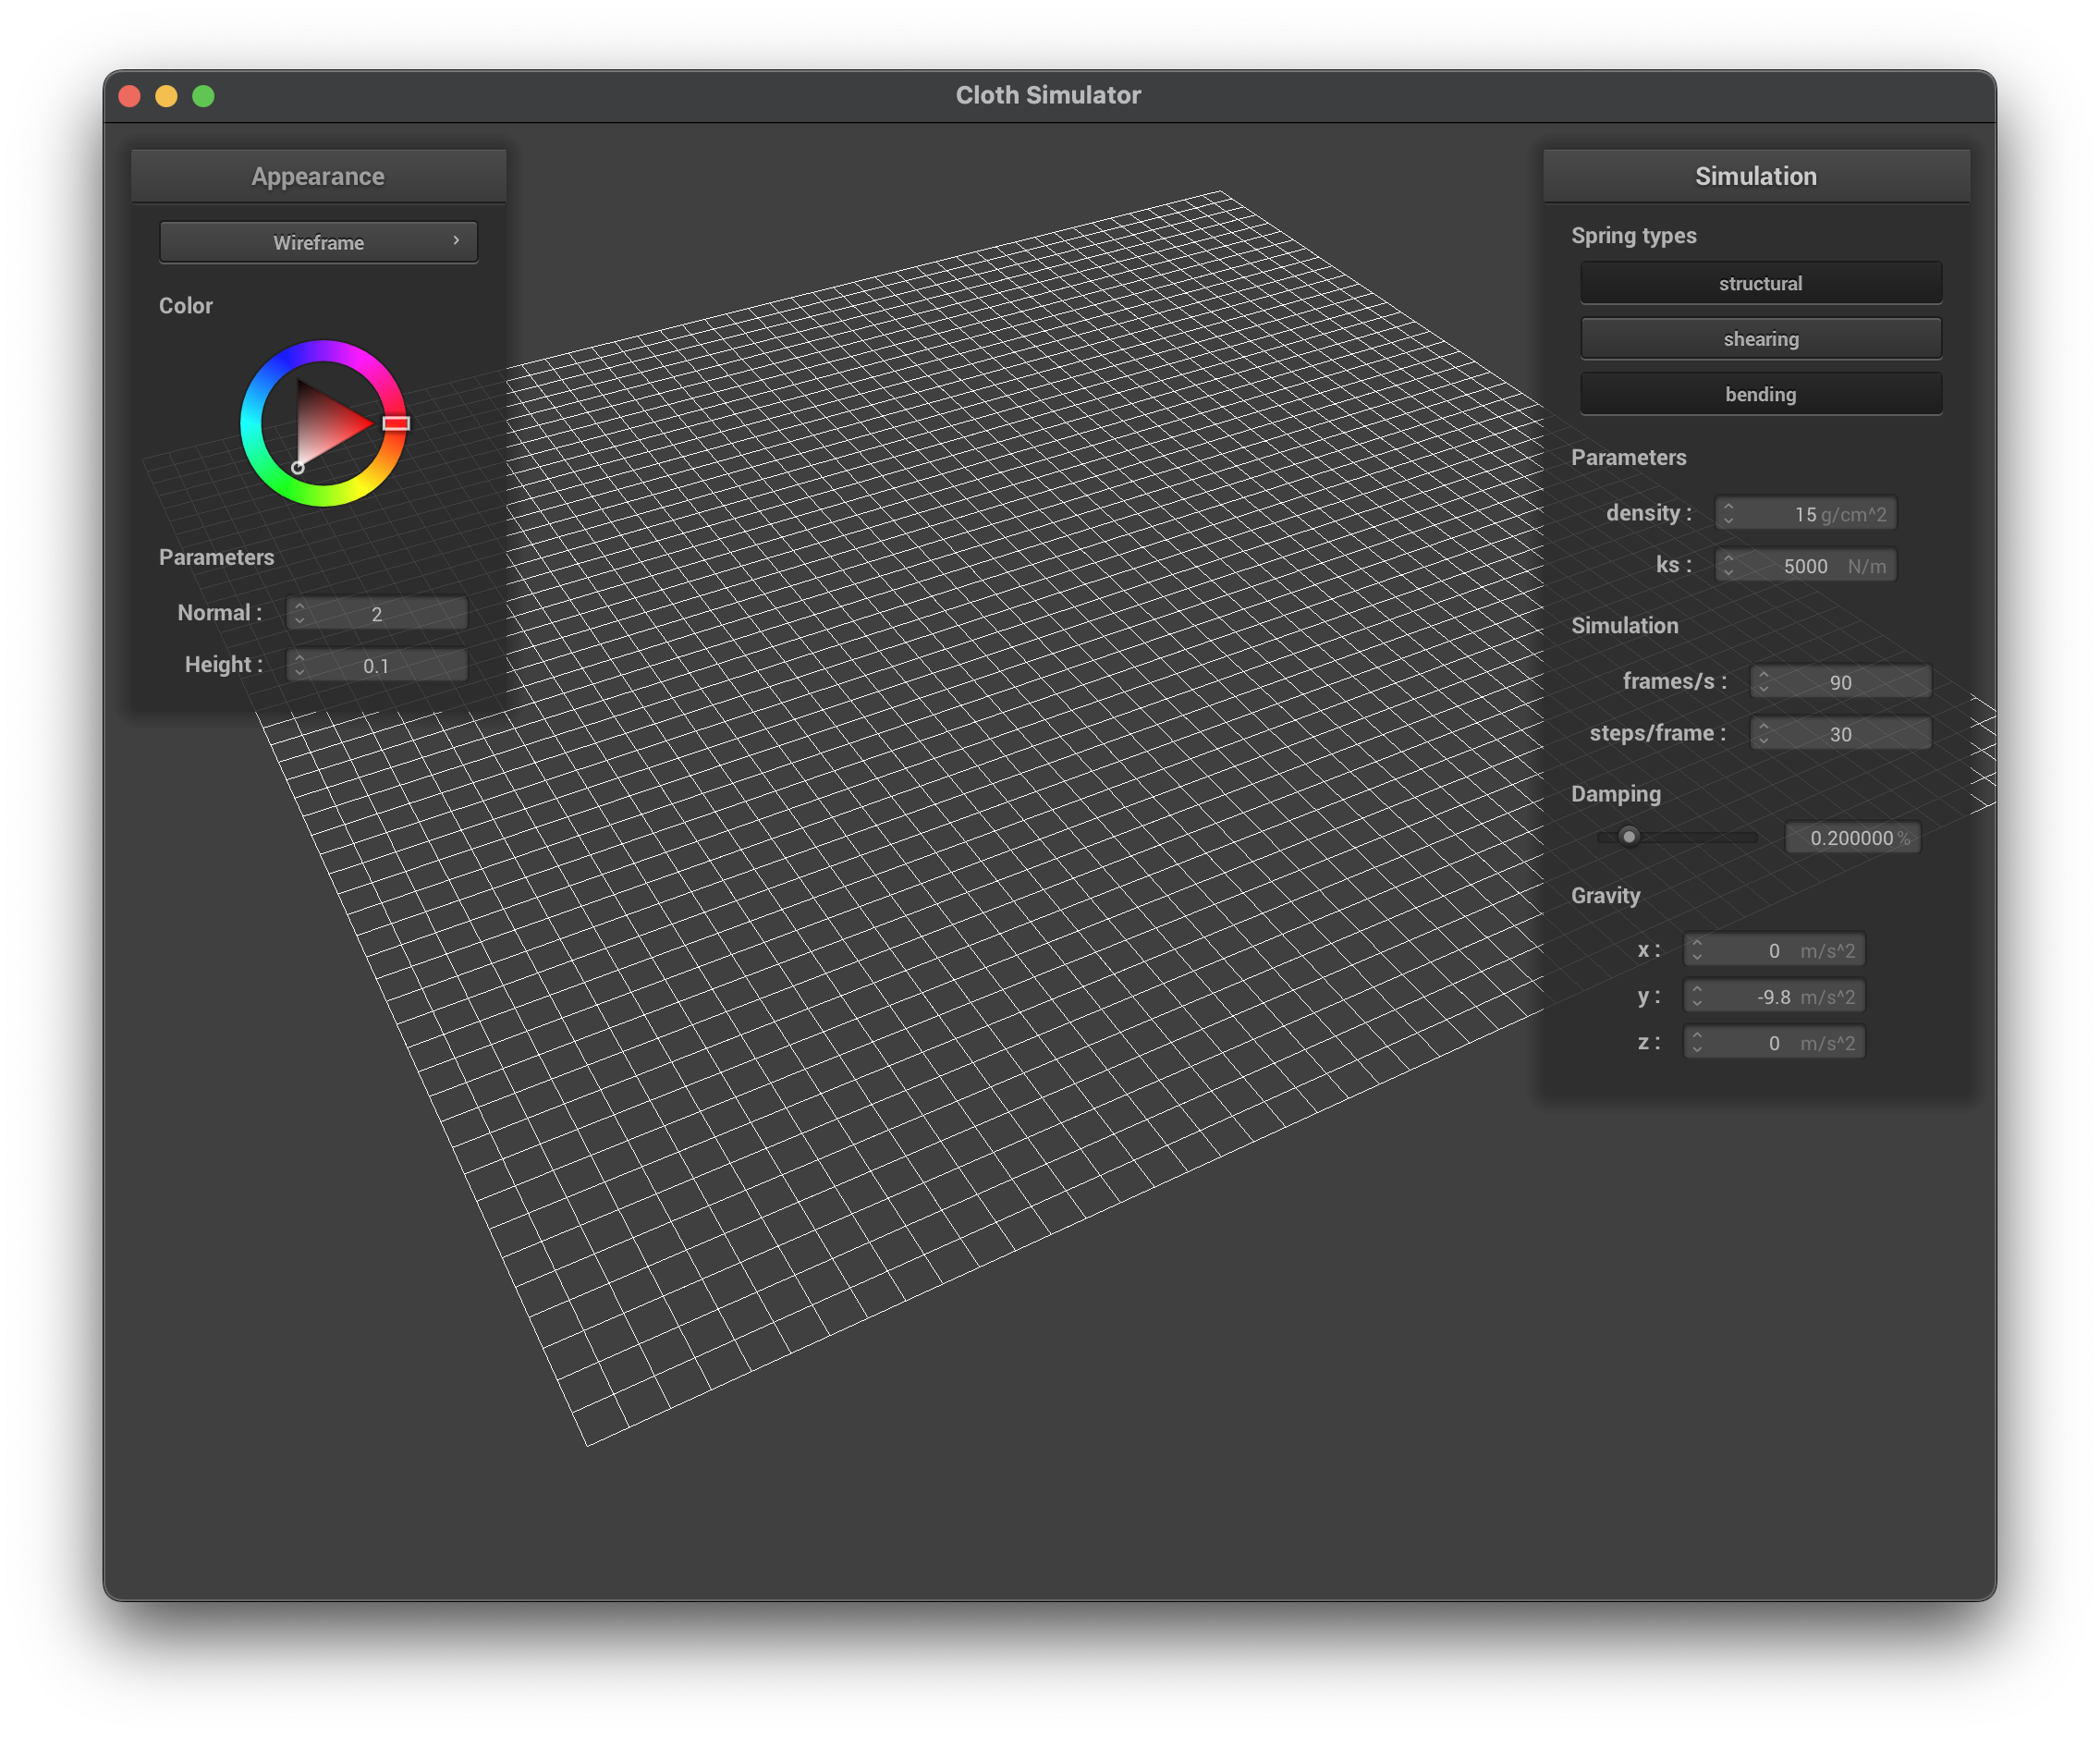 Cloth Simulator
Appearance
Wireframe
Color
Parameters
Normal : 2
Height : 0.1
Simulation
Spring types
structural
shearing
bending
Parameters
density : 15 g/cm^2
ks : 5000 N/m
Simulation
frames/s : 90
steps/frame : 30
Damping
0.200000 %
Gravity
x : 0 m/s^2
y : -9.8 m/s^2
z : 0 m/s^2